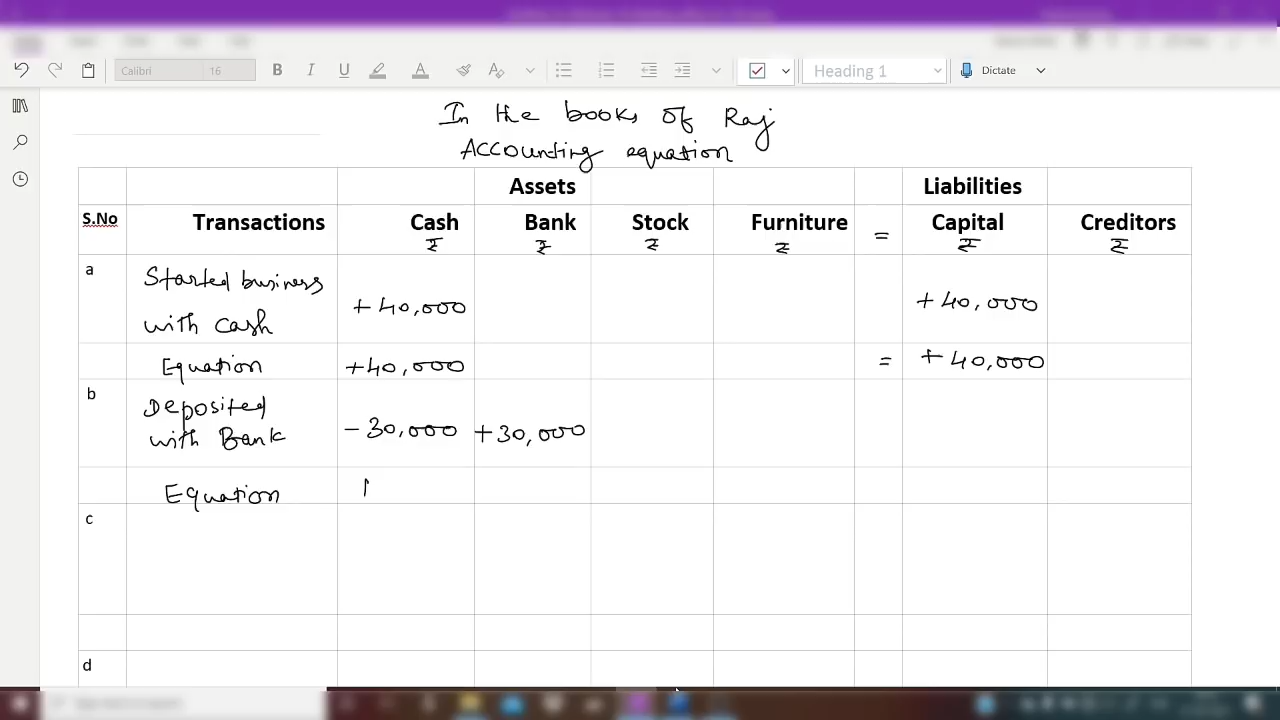 Calibri 16 B I U A Heading 1 Dictate
In the books of Raj
Accounting equation
Assets Liabilities
S.No Transactions Cash Bank Stock Furniture = Capital Creditors
₹ ₹ ₹ ₹ ₹ ₹
a Started business
with cash +40,000 +40,000
Equation +40,000 = +40,000
b Deposited
with Bank -30,000 +30,000
Equation 1
c
d